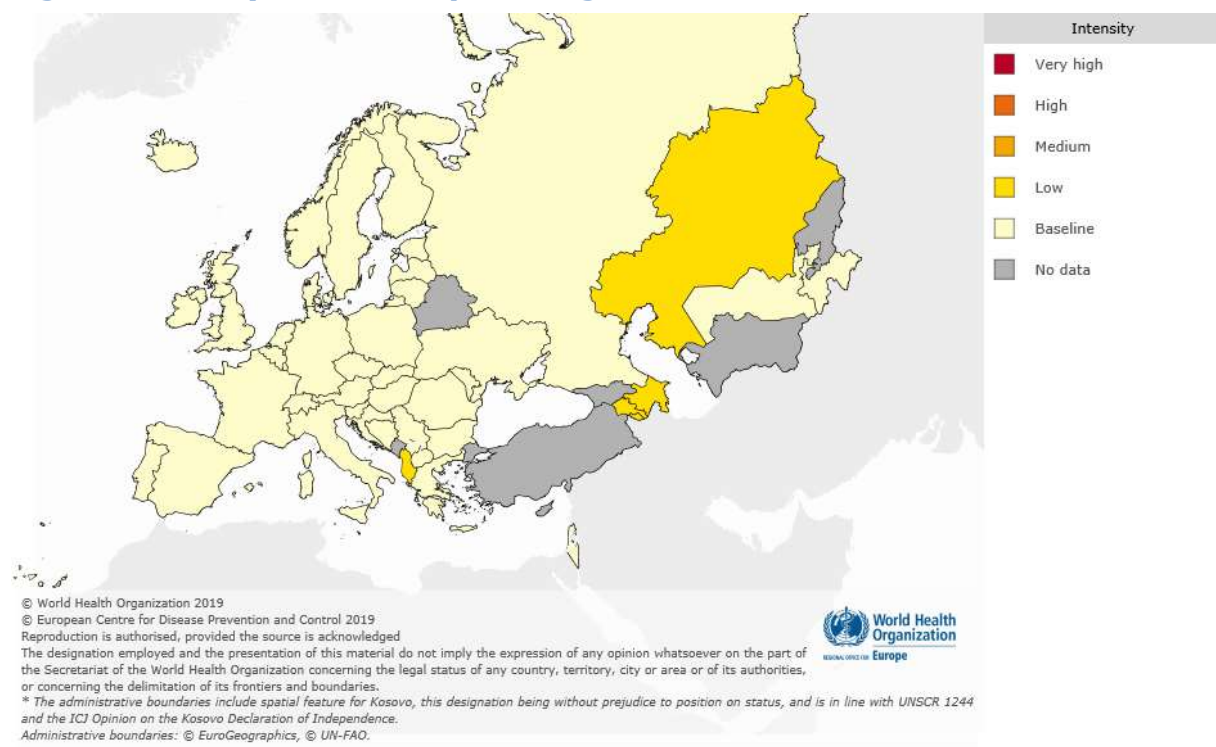 Intensity
Very high
High
Medium
Low
Baseline
No data
© World Health Organization 2019
© European Centre for Disease Prevention and Control 2019
Reproduction is authorised, provided the source is acknowledged
The designation employed and the presentation of this material do not imply the expression of any opinion whatsoever on the part of
the Secretariat of the World Health Organization concerning the legal status of any country, territory, city or area or of its authorities,
or concerning the delimitation of its frontiers and boundaries.
* The administrative boundaries include spatial feature for Kosovo, this designation being without prejudice to position on status, and is in line with UNSCR 1244
and the ICJ Opinion on the Kosovo Declaration of Independence.
Administrative boundaries: © EuroGeographics, © UN-FAO.
World Health
Organization
REGIONAL OFFICE FOR Europe